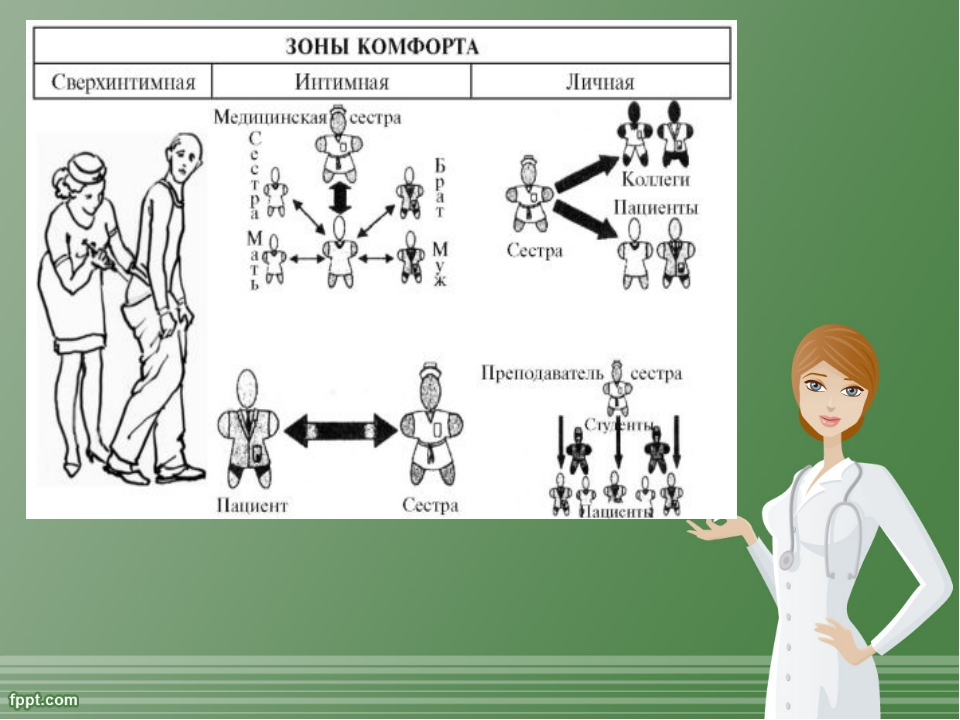 ЗОНЫ КОМФОРТА
Сверхинтимная
Интимная
Личная
Медицинская сестра
Сестра
Брат
Мать
Муж
Пациент
Сестра
Коллеги
Пациенты
Сестра
Преподаватель сестра
Студенты
Пациенты
fppt.com